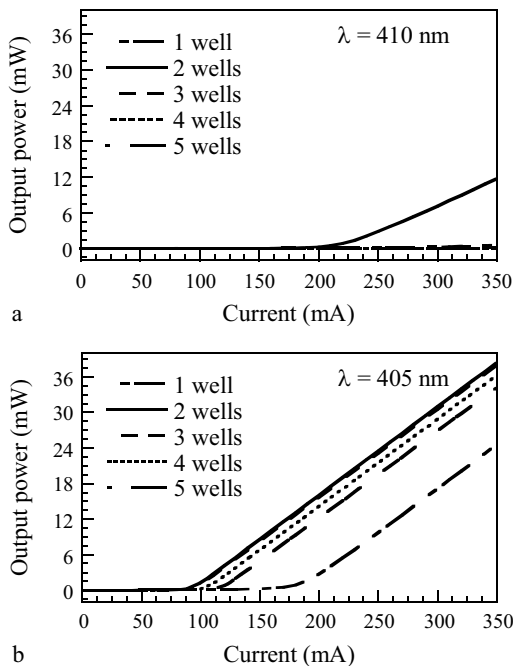 Output power (mW)
36
30
24
18
12
6
0
1 well
2 wells
3 wells
4 wells
5 wells
λ = 410 nm
0 50 100 150 200 250 300 350
a Current (mA)
Output power (mW)
36
30
24
18
12
6
0
1 well
2 wells
3 wells
4 wells
5 wells
λ = 405 nm
0 50 100 150 200 250 300 350
b Current (mA)